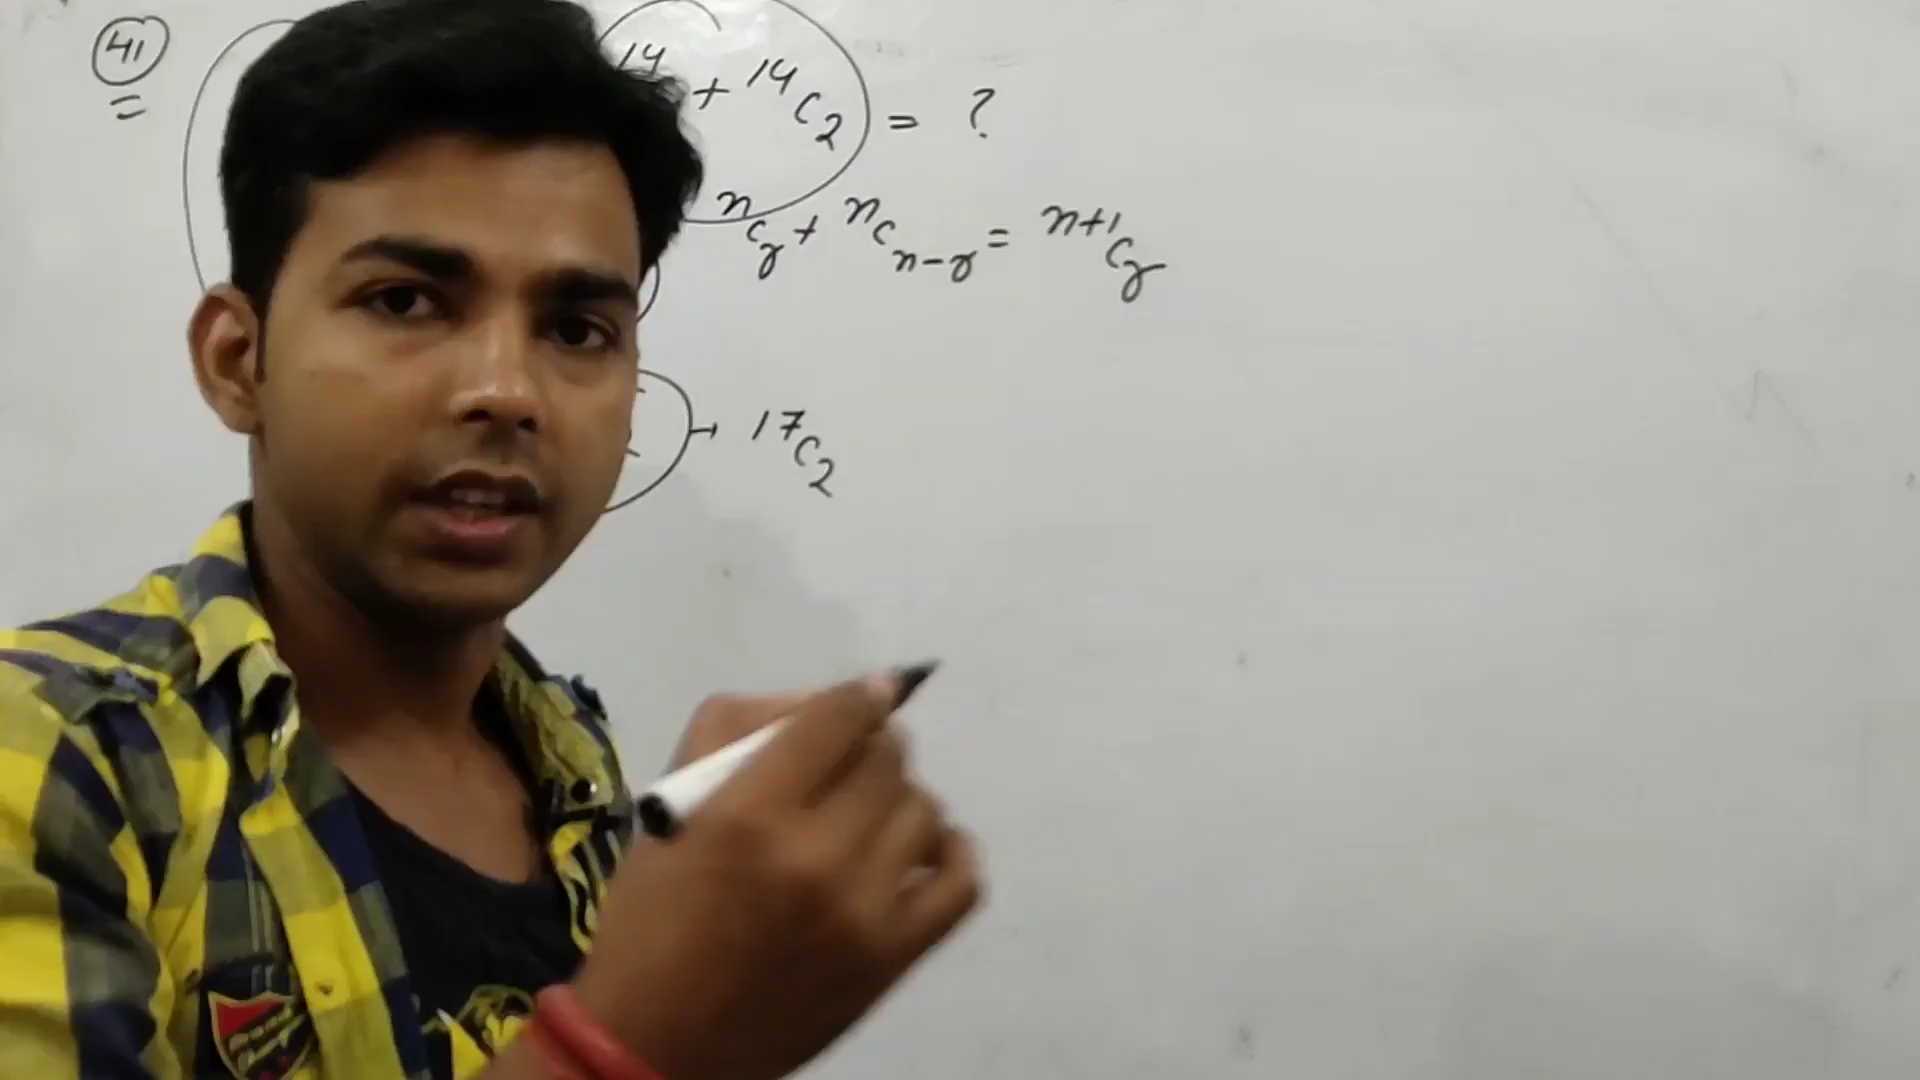 41
14 + 14C2 = ?
nCr + nCn-r = n+1Cr
17C2